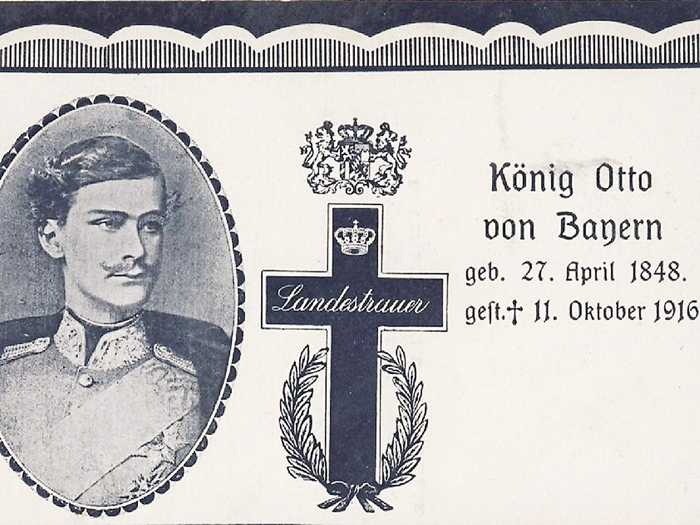 König Otto
von Bayern
geb. 27. April 1848.
gest.† 11. Oktober 1916
Landestrauer